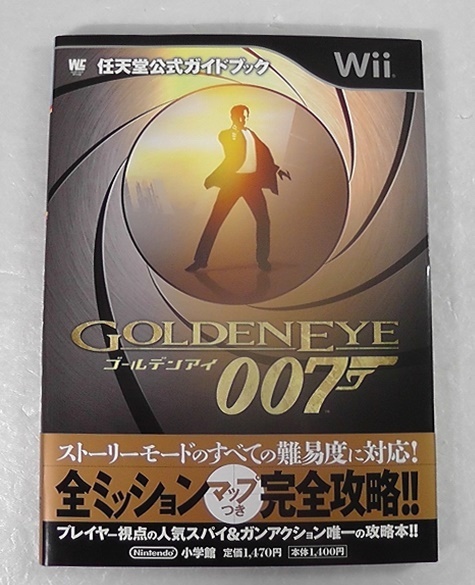 WLS 任天堂公式ガイドブック Wii
GOLDENEYE
ゴールデンアイ 007
TM
ストーリーモードのすべての難易度に対応!
全ミッションマップつき完全攻略!!
プレイヤー視点の人気スパイ&ガンアクション唯一の攻略本!!
Nintendo 小学館 定価1,470円 本体1,400円